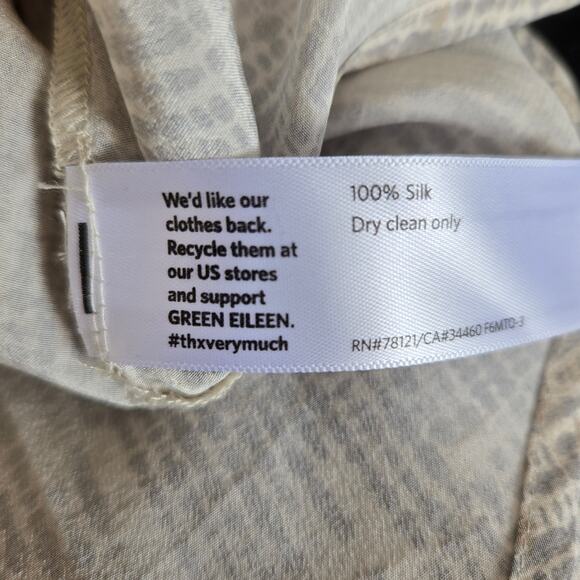 We'd like our
clothes back.
Recycle them at
our US stores
and support
GREEN EILEEN.
#thxverymuch
100% Silk
Dry clean only
RN#78121/CA#34460 F6MTO-3